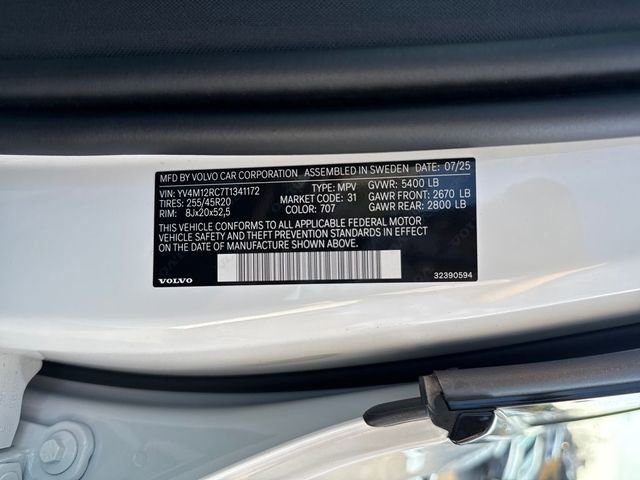 MFD BY VOLVO CAR CORPORATION ASSEMBLED IN SWEDEN DATE: 07/25
VIN: YV4M12RC7T1341172 TYPE: MPV GVWR: 5400 LB
TIRES: 255/45R20 MARKET CODE: 31 GAWR FRONT: 2670 LB
RIM: 8Jx20x52,5 COLOR: 707 GAWR REAR: 2800 LB
THIS VEHICLE CONFORMS TO ALL APPLICABLE FEDERAL MOTOR
VEHICLE SAFETY AND THEFT PREVENTION STANDARDS IN EFFECT
ON THE DATE OF MANUFACTURE SHOWN ABOVE.
VOLVO 32390594